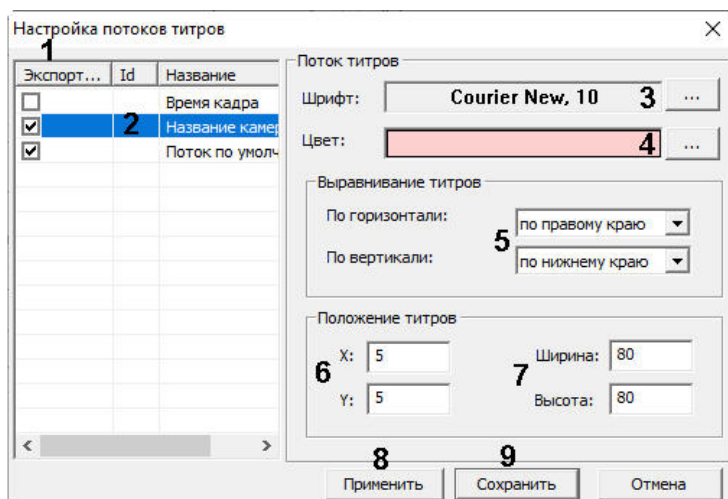 Настройка потоков титров
1
Экспорт... Id Название
Время кадра
2 Название камер
Поток по умолч
Поток титров
Шрифт: Courier New, 10 3 ...
Цвет: 4 ...
Выравнивание титров
По горизонтали: по правому краю
5
По вертикали: по нижнему краю
Положение титров
X: 5 Ширина: 80
6 7
Y: 5 Высота: 80
8 9
Применить Сохранить Отмена